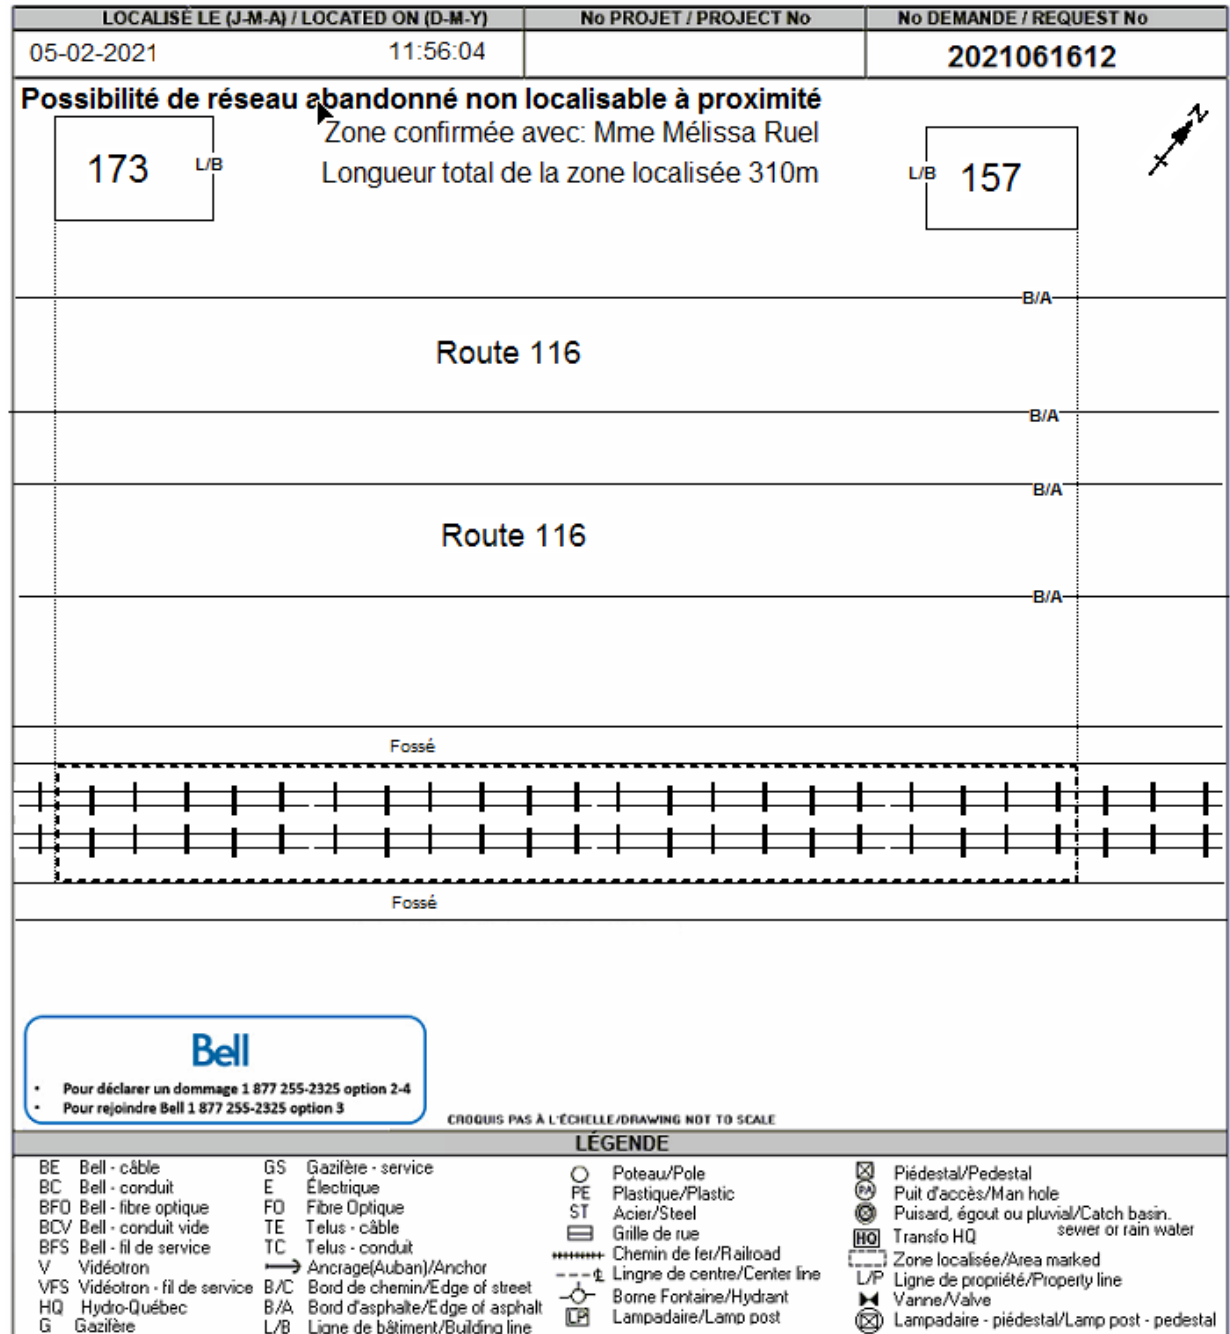 LOCALISÉ LE (J-M-A) / LOCATED ON (D-M-Y) No PROJET / PROJECT No No DEMANDE / REQUEST No
05-02-2021 11:56:04 2021061612
Possibilité de réseau abandonné non localisable à proximité
Zone confirmée avec: Mme Mélissa Ruel
Longueur total de la zone localisée 310m
173 L/B
L/B 157
N
B/A
Route 116
B/A
B/A
Route 116
B/A
Fossé
Fossé
Bell
• Pour déclarer un dommage 1 877 255-2325 option 2-4
• Pour rejoindre Bell 1 877 255-2325 option 3
CROQUIS PAS À L'ÉCHELLE/DRAWING NOT TO SCALE
LÉGENDE
BE Bell - câble
BC Bell - conduit
BFO Bell - fibre optique
BCV Bell - conduit vide
BFS Bell - fil de service
V Vidéotron
VFS Vidéotron - fil de service
HQ Hydro-Québec
G Gazifère
GS Gazifère - service
E Électrique
FO Fibre Optique
TE Telus - câble
TC Telus - conduit
Ancrage(Auban)/Anchor
B/C Bord de chemin/Edge of street
B/A Bord d'asphalte/Edge of asphalt
L/B Ligne de bâtiment/Building line
Poteau/Pole
PE Plastique/Plastic
ST Acier/Steel
Grille de rue
Chemin de fer/Railroad
Lingne de centre/Center line
Borne Fontaine/Hydrant
LP Lampadaire/Lamp post
Piédestal/Pedestal
PA Puit d'accès/Man hole
Puisard, égout ou pluvial/Catch basin.
sewer or rain water
HQ Transfo HQ
Zone localisée/Area marked
L/P Ligne de propriété/Property line
Vanne/Valve
Lampadaire - piédestal/Lamp post - pedestal